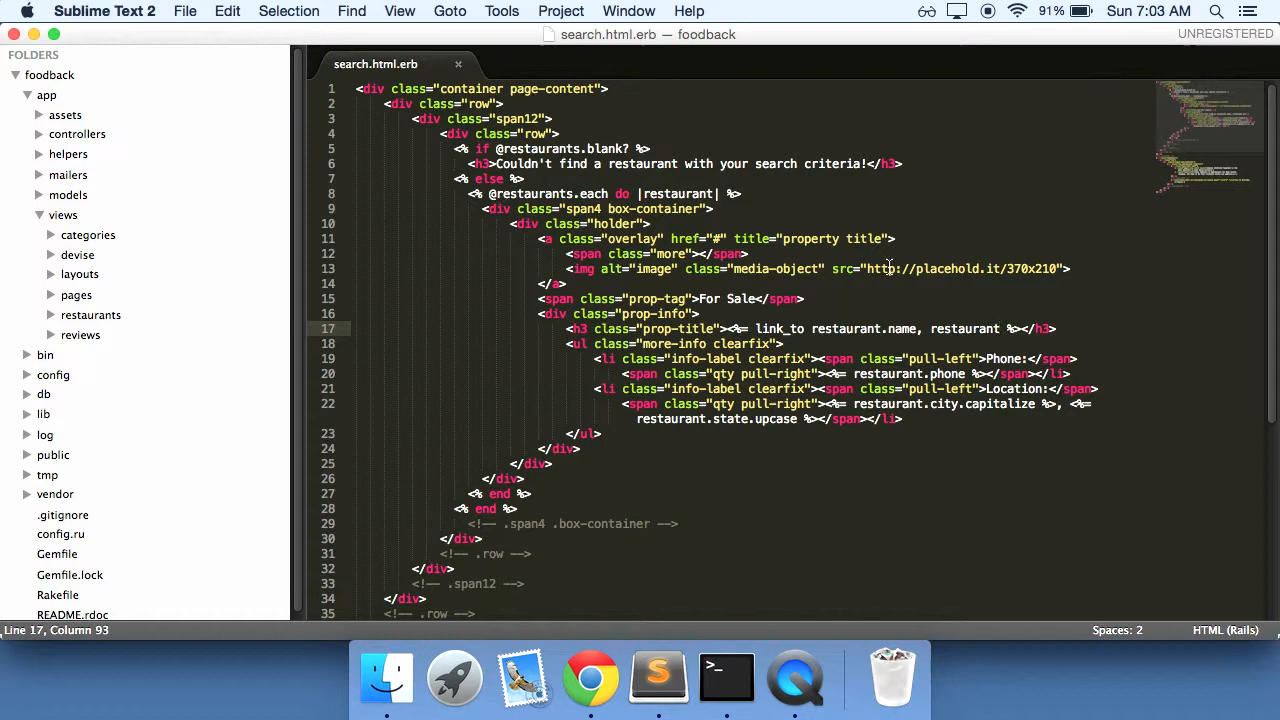 Sublime Text 2 File Edit Selection Find View Goto Tools Project Window Help 91% Sun 7:03 AM
search.html.erb — foodback
UNREGISTERED
FOLDERS
foodback
app
assets
controllers
helpers
mailers
models
views
categories
devise
layouts
pages
restaurants
reviews
bin
config
db
lib
log
public
tmp
vendor
.gitignore
config.ru
Gemfile
Gemfile.lock
Rakefile
README.rdoc
search.html.erb ×
1 <div class="container page-content">
2 <div class="row">
3 <div class="span12">
4 <div class="row">
5 <% if @restaurants.blank? %>
6 <h3>Couldn't find a restaurant with your search criteria!</h3>
7 <% else %>
8 <% @restaurants.each do |restaurant| %>
9 <div class="span4 box-container">
10 <div class="holder">
11 <a class="overlay" href="#" title="property title">
12 <span class="more"></span>
13 <img alt="image" class="media-object" src="http://placehold.it/370x210">
14 </a>
15 <span class="prop-tag">For Sale</span>
16 <div class="prop-info">
17 <h3 class="prop-title"><%= link_to restaurant.name, restaurant %></h3>
18 <ul class="more-info clearfix">
19 <li class="info-label clearfix"><span class="pull-left">Phone:</span>
20 <span class="qty pull-right"><%= restaurant.phone %></span></li>
21 <li class="info-label clearfix"><span class="pull-left">Location:</span>
22 <span class="qty pull-right"><%= restaurant.city.capitalize %>, <%=
restaurant.state.upcase %></span></li>
23 </ul>
24 </div>
25 </div>
26 </div>
27 <% end %>
28 <% end %>
29 <!-- .span4 .box-container -->
30 </div>
31 <!-- .row -->
32 </div>
33 <!-- .span12 -->
34 </div>
35 <!-- .row -->
Line 17, Column 93
Spaces: 2
HTML (Rails)